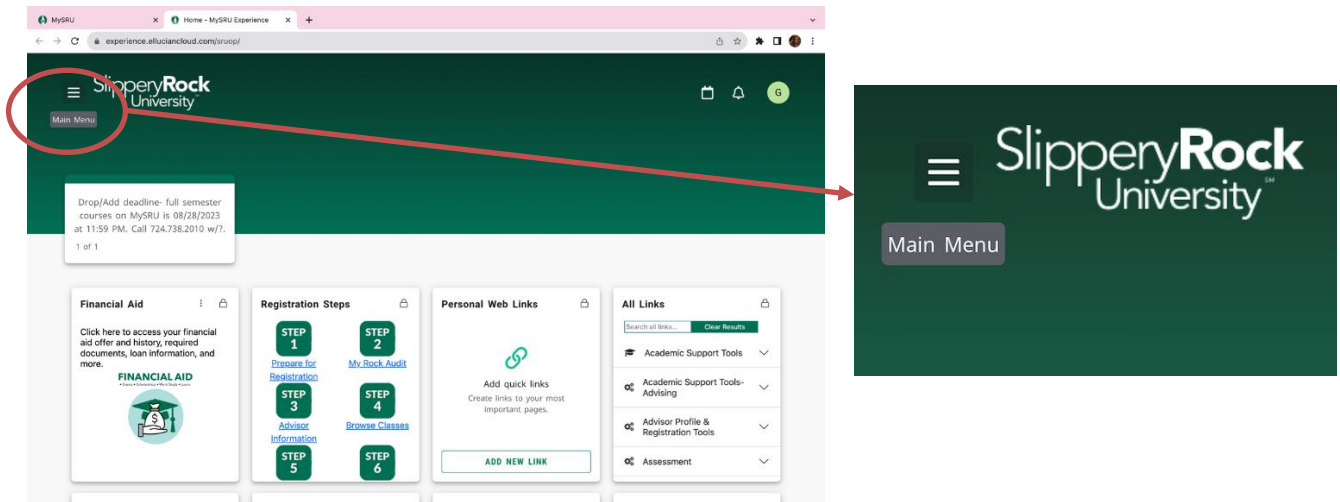 MySRU
Home - MySRU Experience
experience.elluciancloud.com/sruop/
SlipperyRock
University
G
Main Menu
Drop/Add deadline- full semester
courses on MySRU is 08/28/2023
at 11:59 PM. Call 724.738.2010 w/?.
1 of 1
Financial Aid
Click here to access your financial
aid offer and history, required
documents, loan information, and
more.
FINANCIAL AID
• Grants • Scholarships • Work Study • Loans
$
Registration Steps
STEP
1
Prepare for
Registration
STEP
2
My Rock Audit
STEP
3
Advisor
Information
STEP
4
Browse Classes
STEP
5
STEP
6
Personal Web Links
Add quick links
Create links to your most
important pages.
ADD NEW LINK
All Links
Search all links...
Clear Results
Academic Support Tools
Academic Support Tools-
Advising
Advisor Profile &
Registration Tools
Assessment
SlipperyRock
University
SM
Main Menu